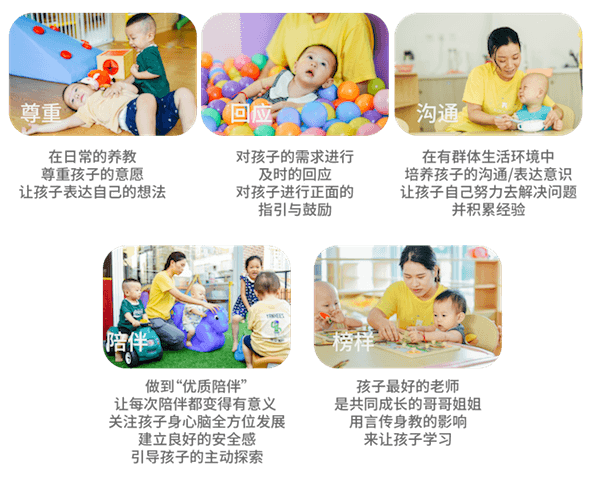 尊重
在日常的养教
尊重孩子的意愿
让孩子表达自己的想法
回应
对孩子的需求进行
及时的回应
对孩子进行正面的
指引与鼓励
沟通
在有群体生活环境中
培养孩子的沟通/表达意识
让孩子自己努力去解决问题
并积累经验
陪伴
做到“优质陪伴”
让每次陪伴都变得有意义
关注孩子身心脑全方位发展
建立良好的安全感
引导孩子的主动探索
榜样
孩子最好的老师
是共同成长的哥哥姐姐
用言传身教的影响
来让孩子学习